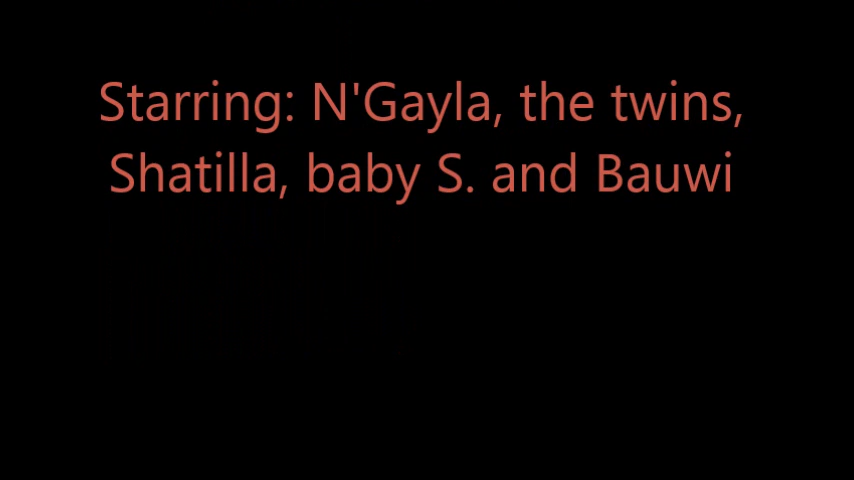 Starring: N'Gayla, the twins,
Shatilla, baby S. and Bauwi